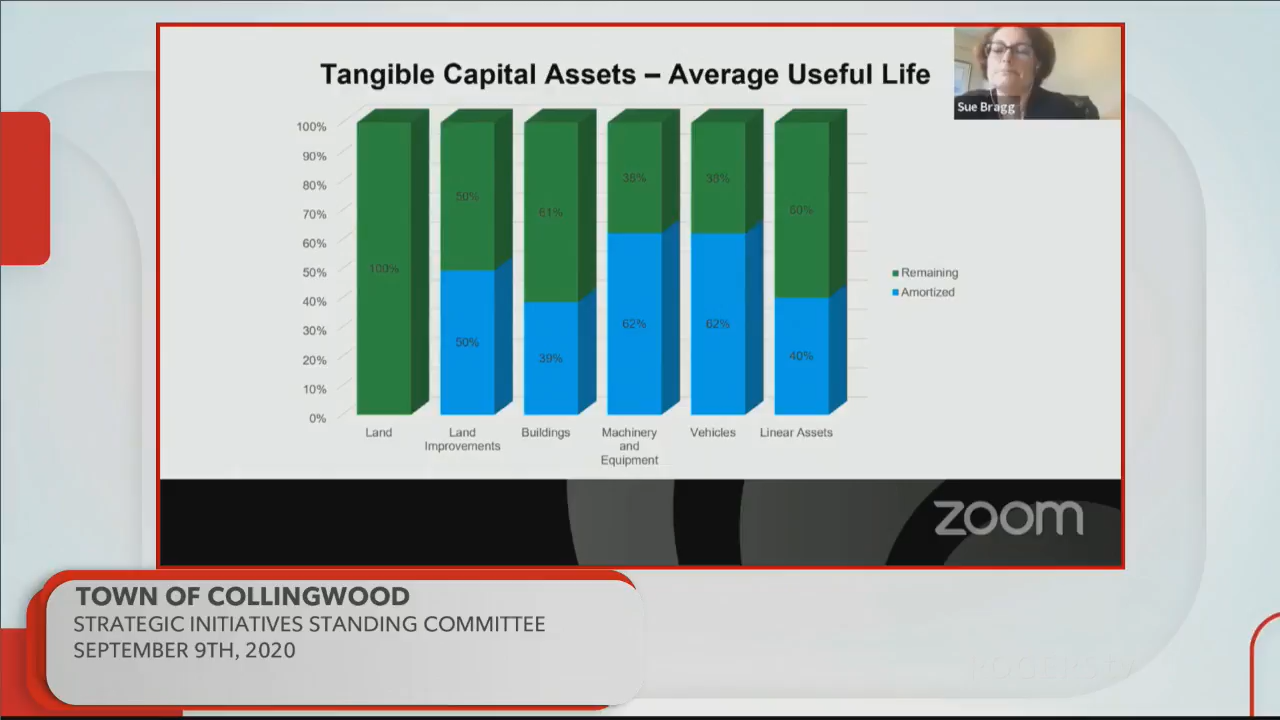 Tangible Capital Assets – Average Useful Life
Sue Bragg
100%
90%
80%
70%
60%
50%
40%
30%
20%
10%
0%
100%
50%
50%
61%
39%
38%
62%
38%
62%
60%
40%
Remaining
Amortized
Land
Land
Improvements
Buildings
Machinery
and
Equipment
Vehicles
Linear Assets
zoom
TOWN OF COLLINGWOOD
STRATEGIC INITIATIVES STANDING COMMITTEE
SEPTEMBER 9TH, 2020
ROGERS